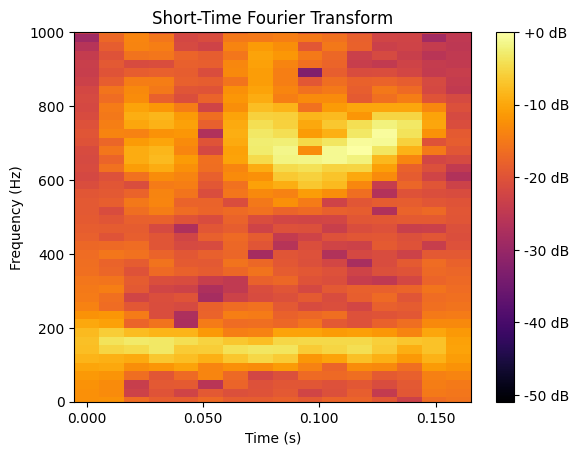 Short-Time Fourier Transform
1000
800
600
400
200
0
Frequency (Hz)
0.000
0.050
0.100
0.150
Time (s)
+0 dB
-10 dB
-20 dB
-30 dB
-40 dB
-50 dB